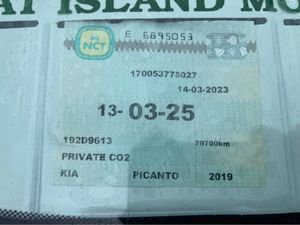 AT ISLAND MO
NCT
E 6895053
170053775027
14-03-2023
13-03-25
192D9613 79700km
PRIVATE CO2
KIA PICANTO 2019